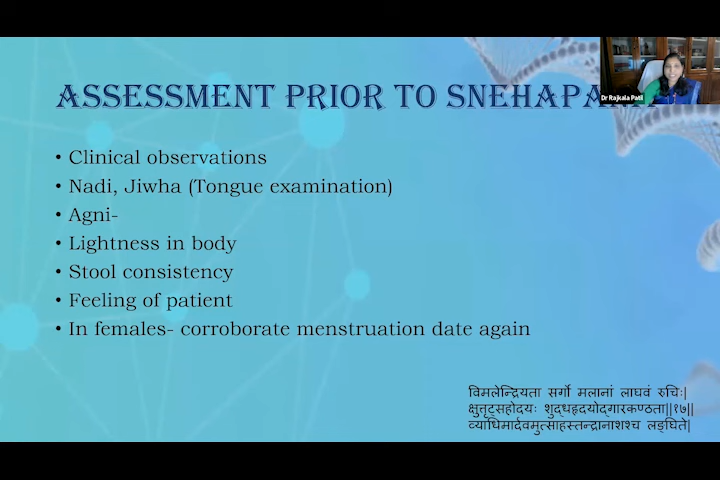 ASSESSMENT PRIOR TO SNEHAPA
Dr Rajkala Patil
• Clinical observations
• Nadi, Jiwha (Tongue examination)
• Agni-
• Lightness in body
• Stool consistency
• Feeling of patient
• In females- corroborate menstruation date again
विमलेन्द्रियता सर्गो मलानां लाघवं रुचिः|
क्षुत्तृट्सहोदयः शुद्धहृदयोद्गारकण्ठता||१७||
व्याधिमार्दवमुत्साहस्तन्द्रानाशश्च लङ्घिते|